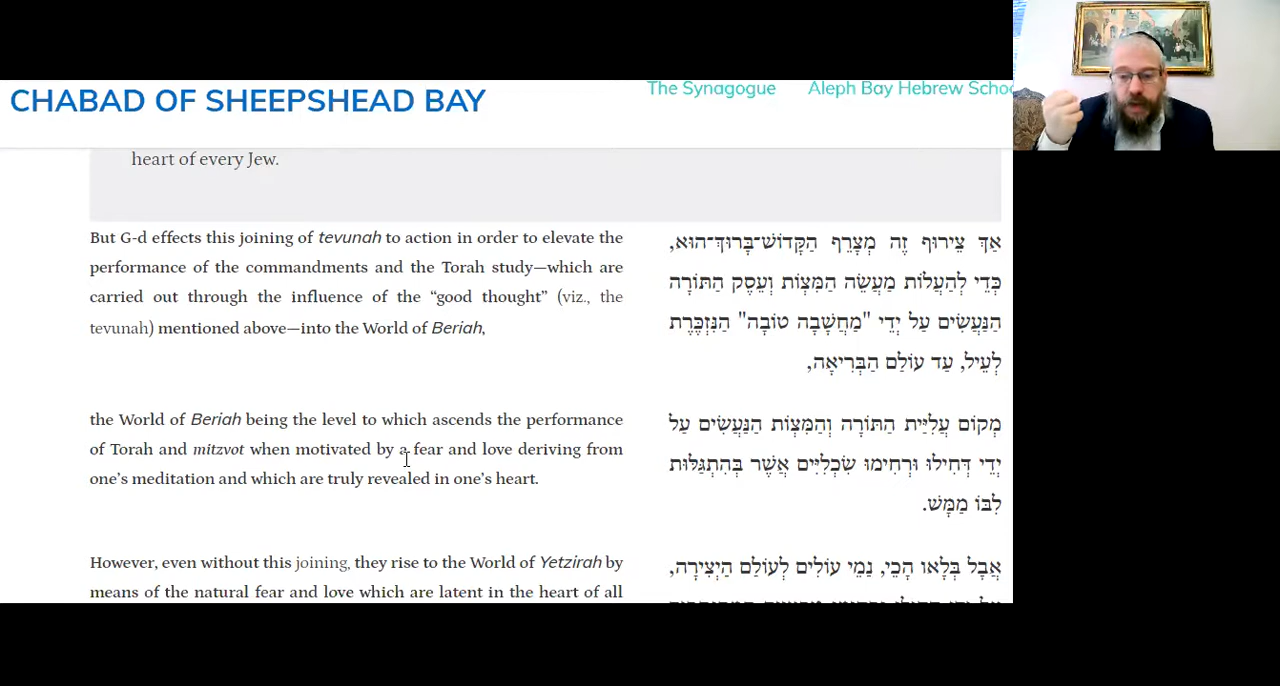 CHABAD OF SHEEPSHEAD BAY
The Synagogue
Aleph Bay Hebrew Schoo
heart of every Jew.
But G-d effects this joining of tevunah to action in order to elevate the
performance of the commandments and the Torah study—which are
carried out through the influence of the “good thought” (viz., the
tevunah) mentioned above—into the World of Beriah,
אַךְ צֵירוּף זֶה מְצָרֵף הַקָּדוֹשׁ־בָּרוּךְ־הוּא,
כְּדֵי לְהַעֲלוֹת מַעֲשֵׂה הַמִּצְוֹת וְעֵסֶק הַתּוֹרָה
הַנַּעֲשִׂים עַל יְדֵי "מַחֲשָׁבָה טוֹבָה" הַנִּזְכֶּרֶת
לְעֵיל, עַד עוֹלַם הַבְּרִיאָה,
the World of Beriah being the level to which ascends the performance
of Torah and mitzvot when motivated by a fear and love deriving from
one’s meditation and which are truly revealed in one’s heart.
מְקוֹם עֲלִיַּית הַתּוֹרָה וְהַמִּצְוֹת הַנַּעֲשִׂים עַל
יְדֵי דְּחִילוּ וּרְחִימוּ שִׂכְלִיִּים אֲשֶׁר בְּהִתְגַּלּוּת
לִבּוֹ מַמָּשׁ.
However, even without this joining, they rise to the World of Yetzirah by
means of the natural fear and love which are latent in the heart of all
אֲבָל בְּלָאו הָכֵי, נַמֵי עוֹלִים לְעוֹלַם הַיְצִירָה,